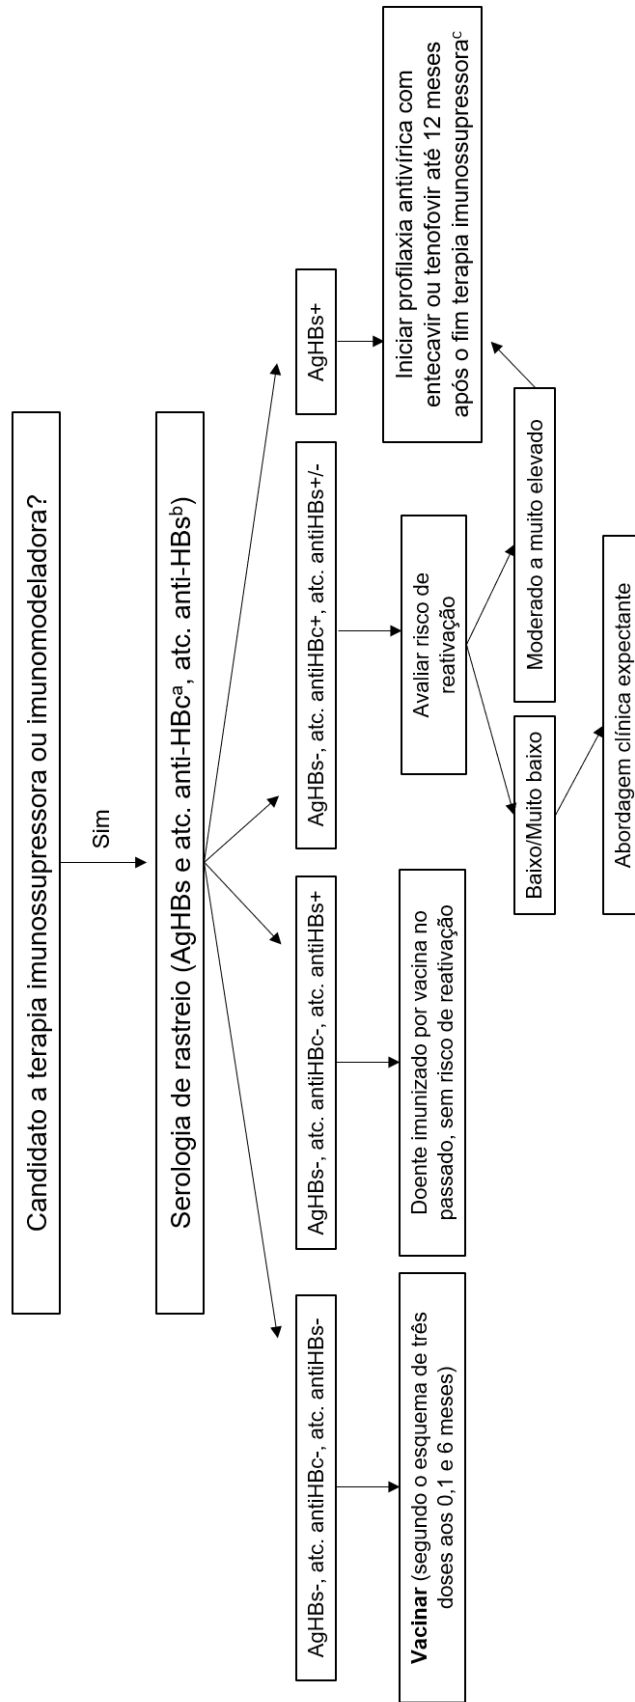 Candidato a terapia imunossupressora ou imunomodeladora?
Sim
Serologia de rastreio (AgHBs e atc. anti-HBcᵃ, atc. anti-HBsᵇ)
AgHBs-, atc. antiHBc-, atc. antiHBs-
AgHBs-, atc. antiHBc-, atc. antiHBs+
AgHBs-, atc. antiHBc+, atc. antiHBs+/-
AgHBs+
Vacinar (segundo o esquema de três
doses aos 0,1 e 6 meses)
Doente imunizado por vacina no
passado, sem risco de reativação
Avaliar risco de
reativação
Iniciar profilaxia antivírica com
entecavir ou tenofovir até 12 meses
após o fim terapia imunossupressoraᶜ
Baixo/Muito baixo
Moderado a muito elevado
Abordagem clínica expectante